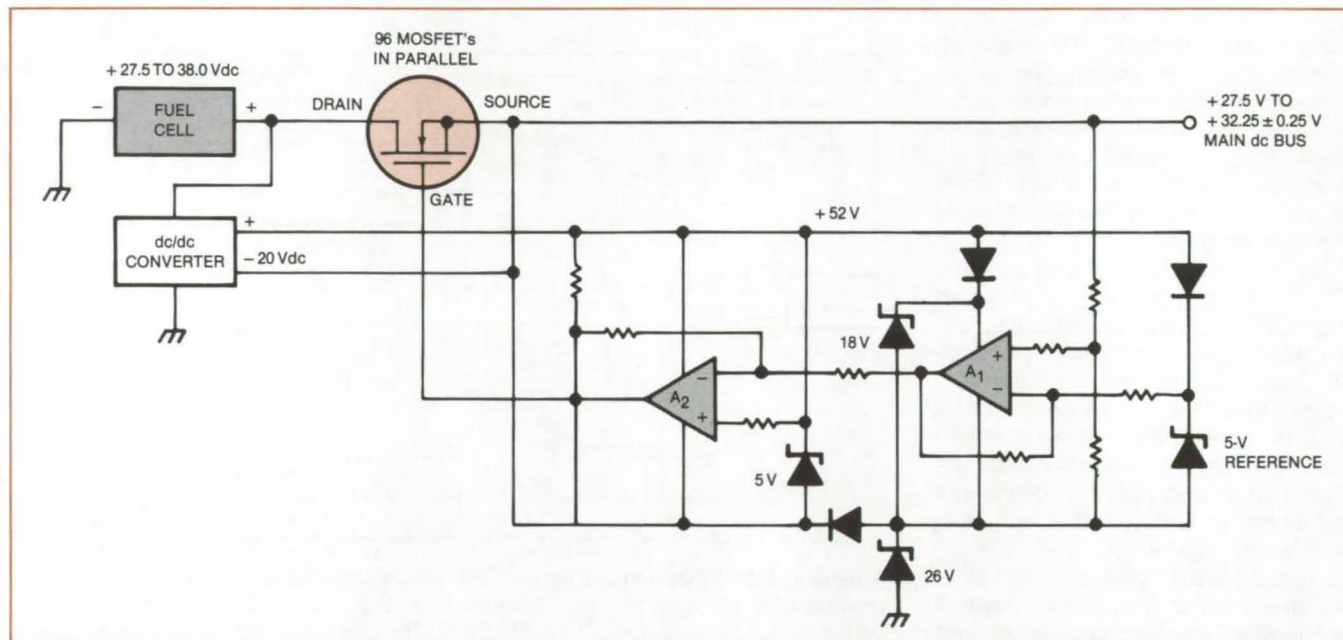 96 MOSFET's
IN PARALLEL
+ 27.5 TO 38.0 Vdc
− FUEL CELL +
DRAIN
SOURCE
GATE
+ 27.5 V TO
+ 32.25 ± 0.25 V
MAIN dc BUS
dc/dc
CONVERTER
+
− 20 Vdc
+ 52 V
18 V
A₁
+
−
A₂
−
+
5 V
5-V
REFERENCE
26 V